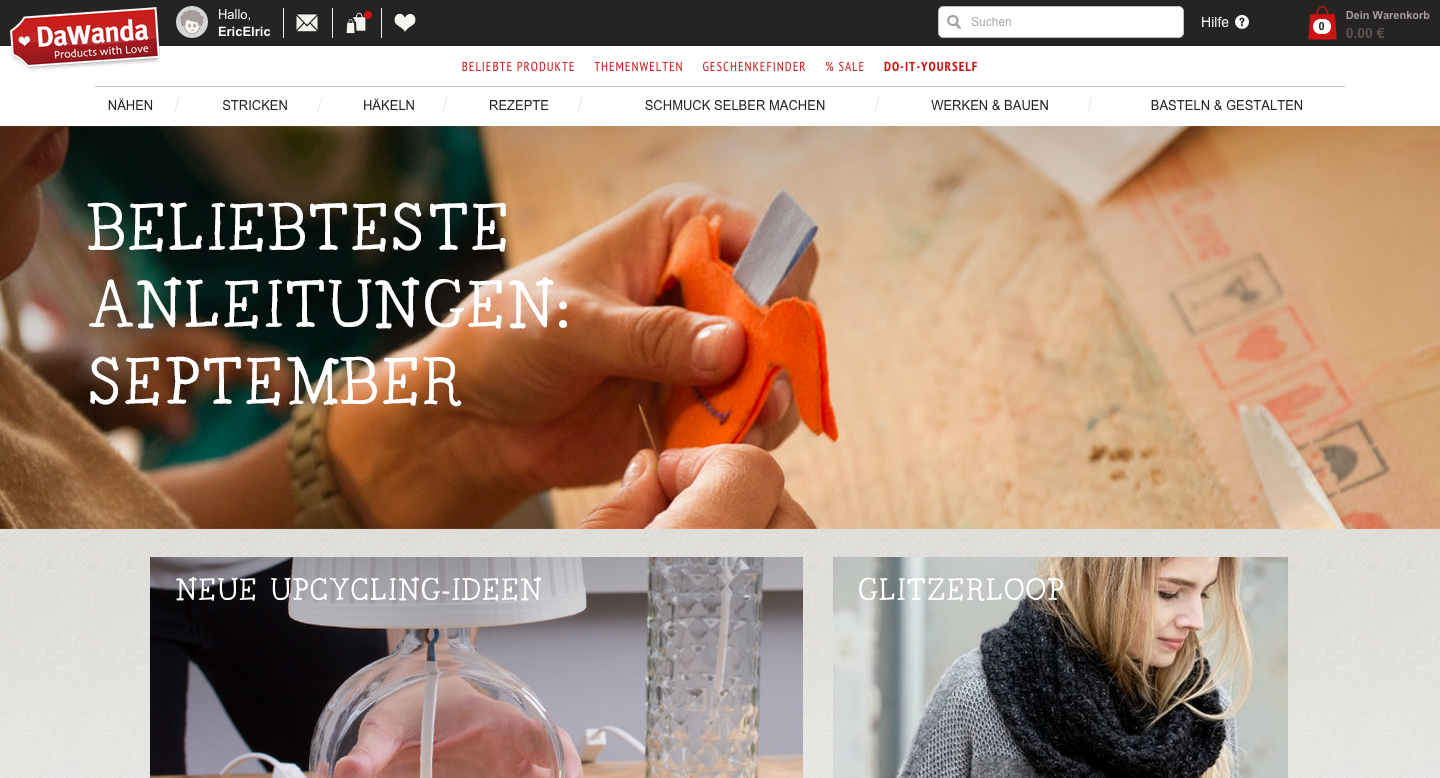 DaWanda
Products with Love
Hallo,
EricElric
Suchen
Hilfe ?
0
Dein Warenkorb
0.00 €
BELIEBTE PRODUKTE THEMENWELTEN GESCHENKEFINDER % SALE DO-IT-YOURSELF
NÄHEN / STRICKEN / HÄKELN / REZEPTE / SCHMUCK SELBER MACHEN / WERKEN & BAUEN / BASTELN & GESTALTEN
BELIEBTESTE
ANLEITUNGEN:
SEPTEMBER
NEUE UPCYCLING-IDEEN
GLITZERLOOP